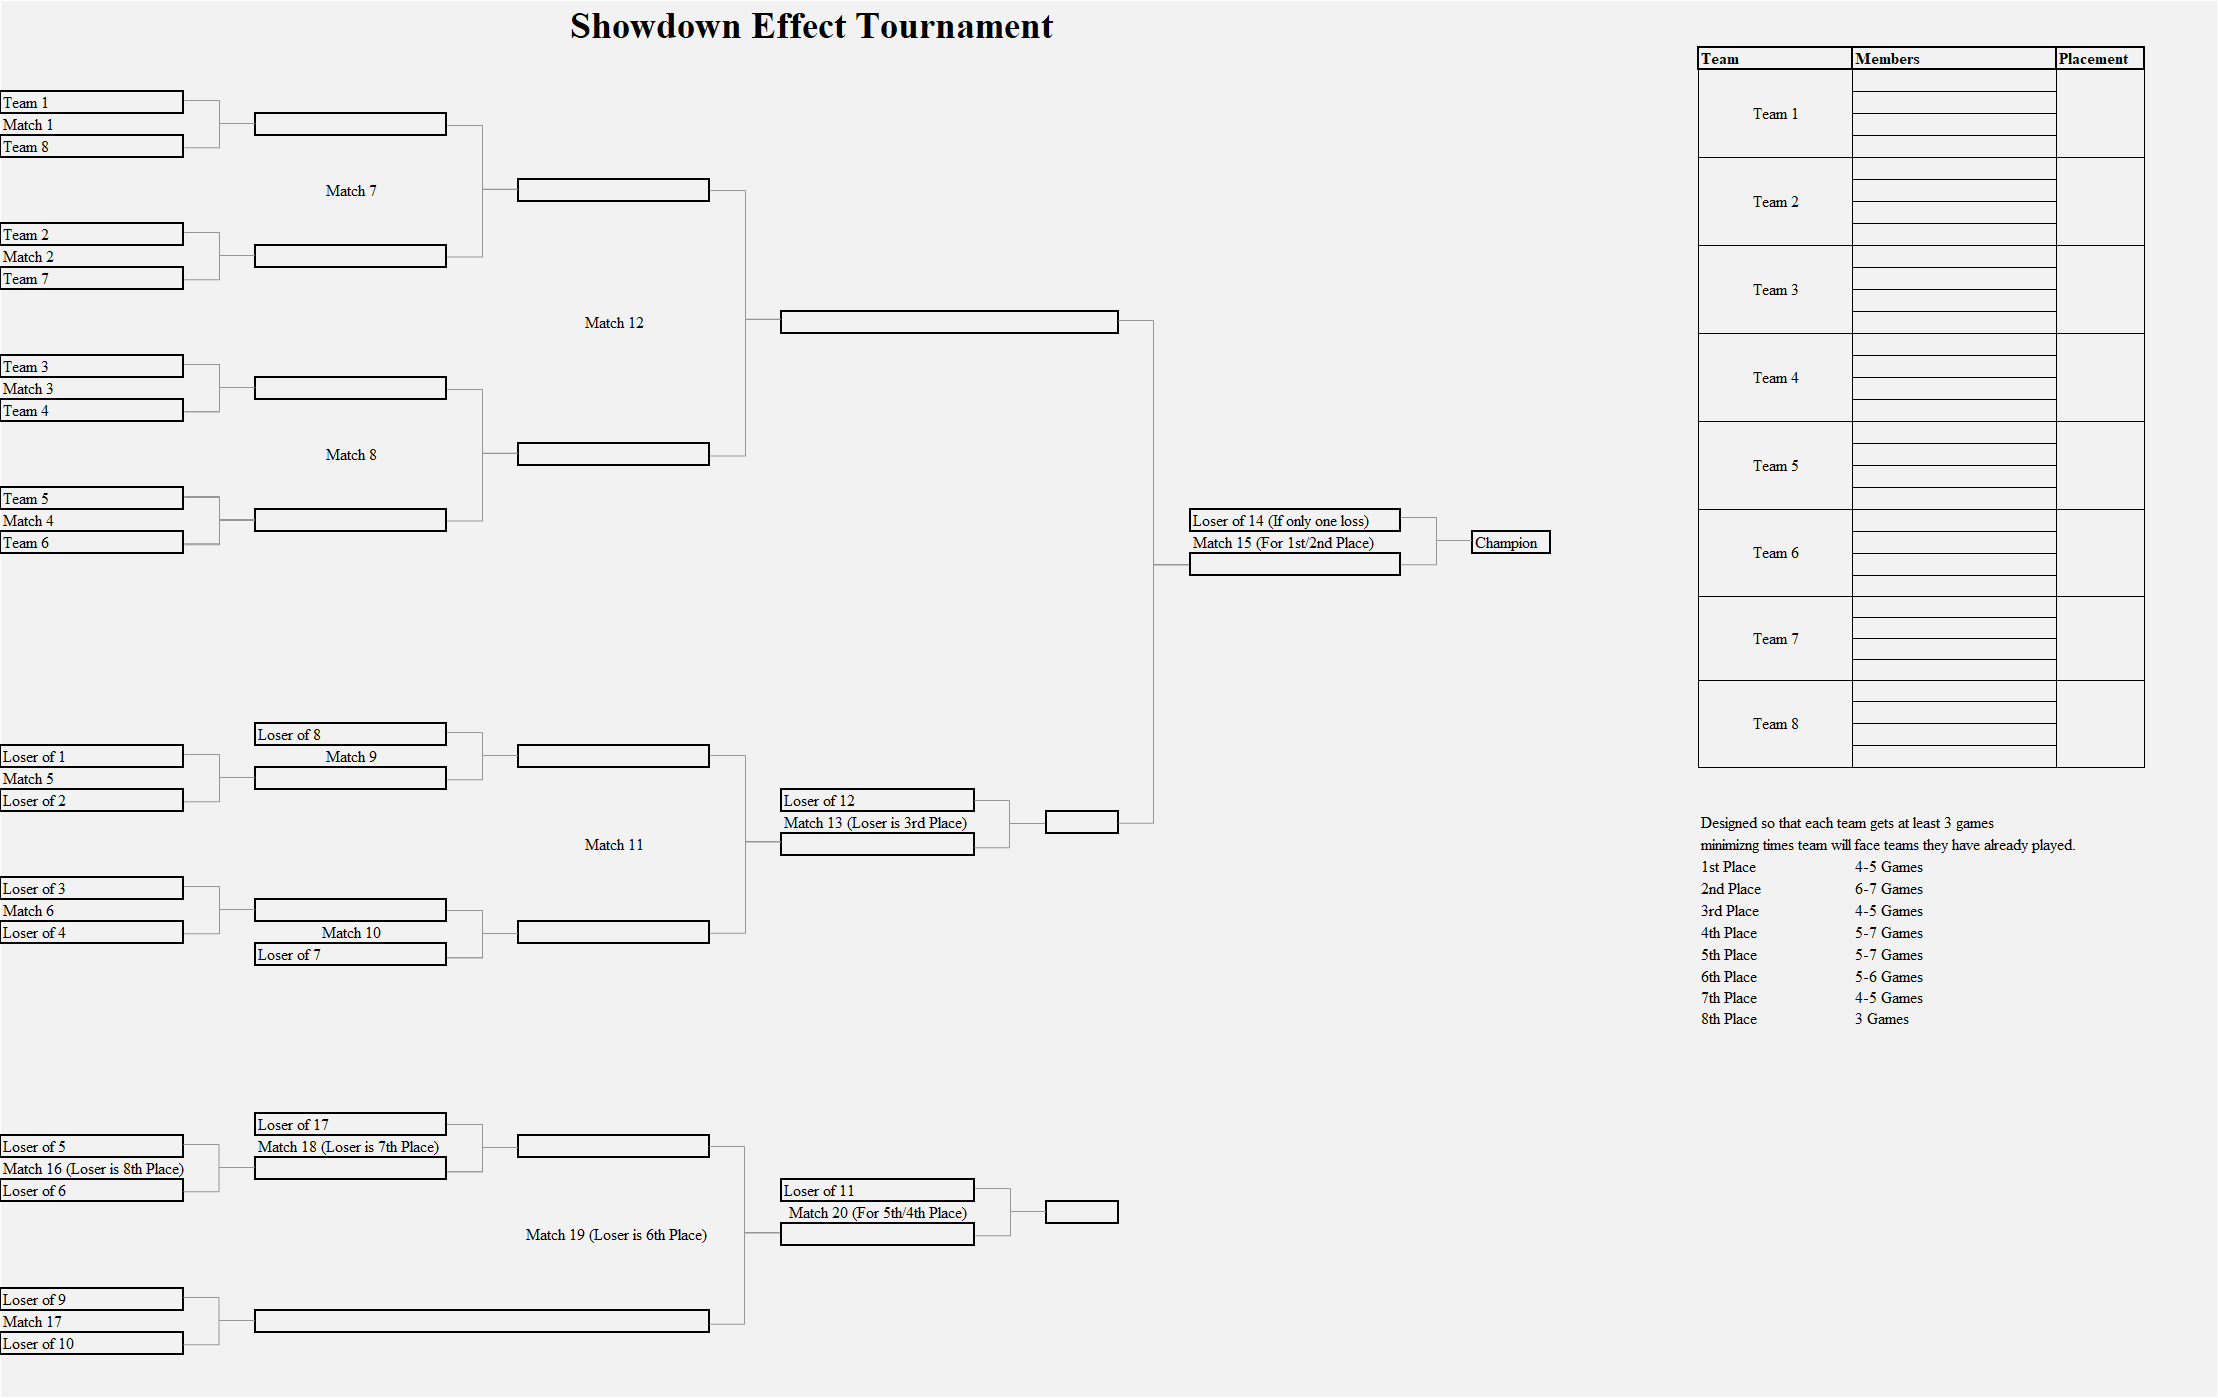 Showdown Effect Tournament
Team 1
Match 1
Team 8
Match 7
Team 2
Match 2
Team 7
Match 12
Team 3
Match 3
Team 4
Match 8
Team 5
Match 4
Team 6
Loser of 14 (If only one loss)
Match 15 (For 1st/2nd Place)
Champion
Loser of 1
Match 5
Loser of 2
Loser of 8
Match 9
Match 11
Loser of 12
Match 13 (Loser is 3rd Place)
Loser of 3
Match 6
Loser of 4
Match 10
Loser of 7
Loser of 5
Match 16 (Loser is 8th Place)
Loser of 6
Loser of 17
Match 18 (Loser is 7th Place)
Match 19 (Loser is 6th Place)
Loser of 11
Match 20 (For 5th/4th Place)
Loser of 9
Match 17
Loser of 10
Team Members Placement
Team 1
Team 2
Team 3
Team 4
Team 5
Team 6
Team 7
Team 8
Designed so that each team gets at least 3 games
minimizng times team will face teams they have already played.
1st Place 4-5 Games
2nd Place 6-7 Games
3rd Place 4-5 Games
4th Place 5-7 Games
5th Place 5-7 Games
6th Place 5-6 Games
7th Place 4-5 Games
8th Place 3 Games